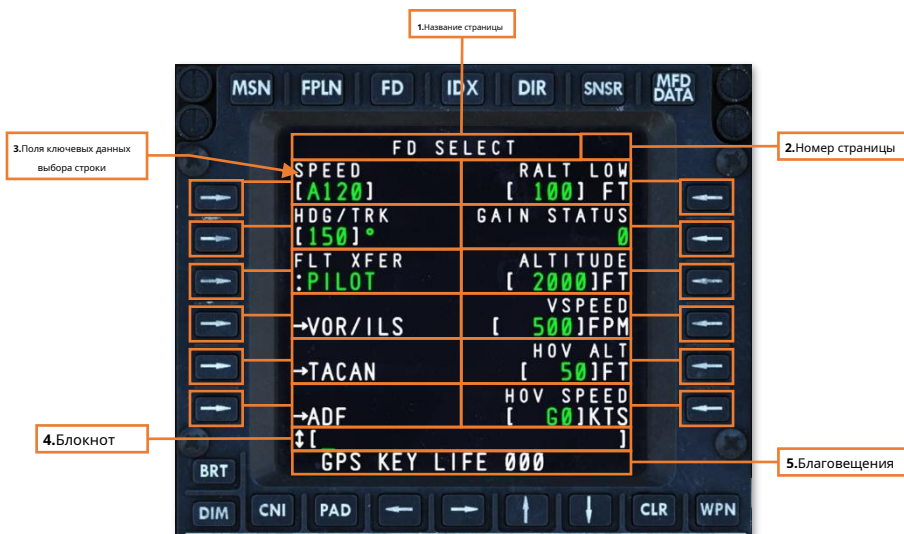 1.Название страницы
MSN FPLN FD IDX DIR SNSR MFD DATA
FD SELECT
2.Номер страницы
3.Поля ключевых данных
выбора строки
SPEED RALT LOW
[A120] [ 100] FT
HDG/TRK GAIN STATUS
[150]° 0
FLT XFER ALTITUDE
:PILOT [ 2000]FT
VSPEED
→VOR/ILS [ 500]FPM
HOV ALT
→TACAN [ 50]FT
HOV SPEED
→ADF [ G0]KTS
4.Блокнот
↕[_ ]
GPS KEY LIFE 000
5.Благовещения
BRT
DIM CNI PAD ← → ↑ ↓ CLR WPN